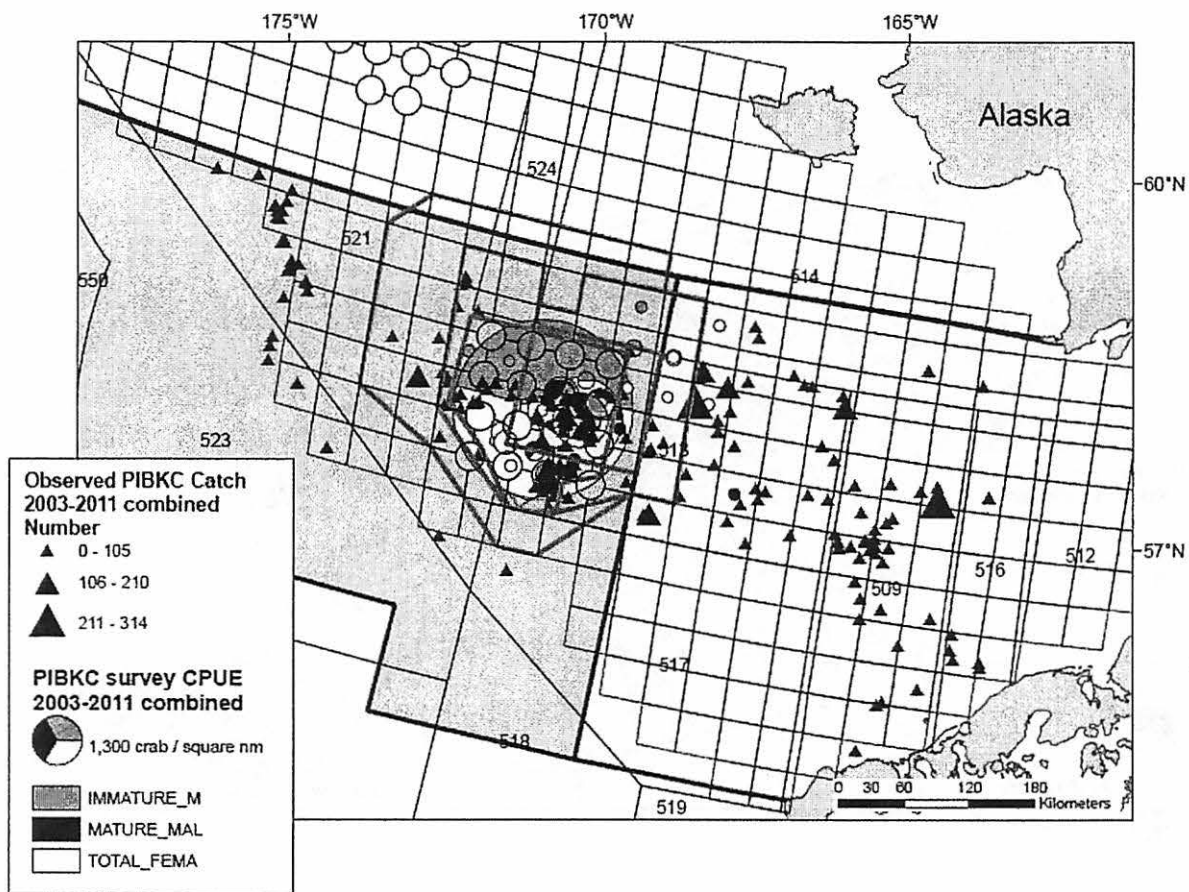 175°W
170°W
165°W
Alaska
60°N
524
514
521
550
523
513
57°N
512
516
509
517
518
519
Observed PIBKC Catch
2003-2011 combined
Number
0 - 105
106 - 210
211 - 314
PIBKC survey CPUE
2003-2011 combined
1,300 crab / square nm
IMMATURE_M
MATURE_MAL
TOTAL_FEMA
0 30 60 120 180
Kilometers